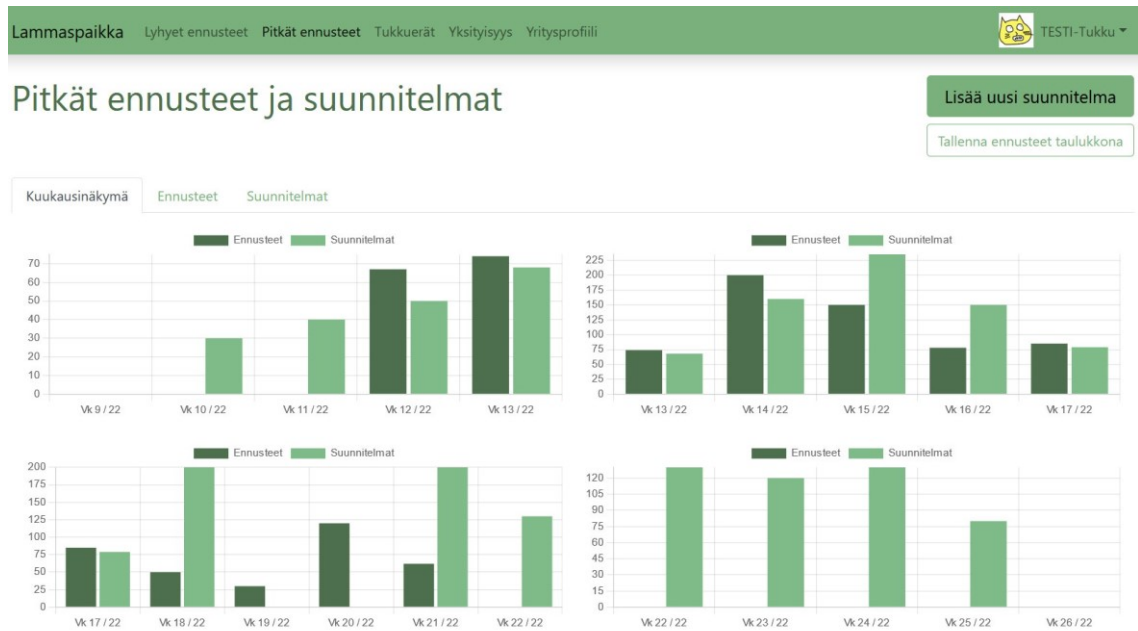 Lammaspaikka Lyhyet ennusteet Pitkät ennusteet Tukkuerät Yksityisyys Yritysprofiili TESTI-Tukku
Pitkät ennusteet ja suunnitelmat
Lisää uusi suunnitelma
Tallenna ennusteet taulukkona
Kuukausinäkymä Ennusteet Suunnitelmat
Ennusteet Suunnitelmat
70
60
50
40
30
20
10
0
Vk 9 / 22 Vk 10 / 22 Vk 11 / 22 Vk 12 / 22 Vk 13 / 22
Ennusteet Suunnitelmat
225
200
175
150
125
100
75
50
25
0
Vk 13 / 22 Vk 14 / 22 Vk 15 / 22 Vk 16 / 22 Vk 17 / 22
Ennusteet Suunnitelmat
200
175
150
125
100
75
50
25
0
Vk 17 / 22 Vk 18 / 22 Vk 19 / 22 Vk 20 / 22 Vk 21 / 22 Vk 22 / 22
Ennusteet Suunnitelmat
120
105
90
75
60
45
30
15
0
Vk 22 / 22 Vk 23 / 22 Vk 24 / 22 Vk 25 / 22 Vk 26 / 22